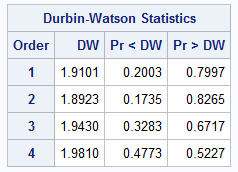 Durbin-Watson Statistics
Order DW Pr < DW Pr > DW
1 1.9101 0.2003 0.7997
2 1.8923 0.1735 0.8265
3 1.9430 0.3283 0.6717
4 1.9810 0.4773 0.5227